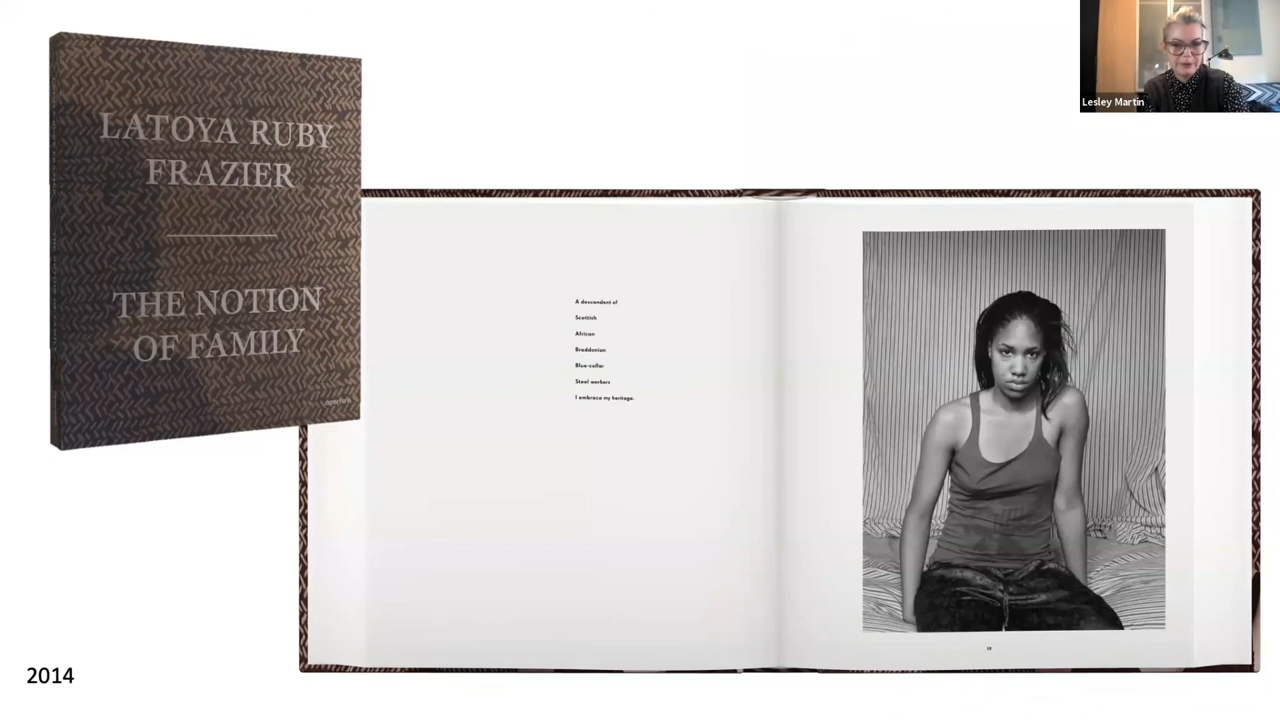 LATOYA RUBY
FRAZIER
THE NOTION
OF FAMILY
aperture
A descendent of
Scottish
African
Braddonian
Blue-collar
Steel workers
I embrace my heritage.
2014
Lesley Martin